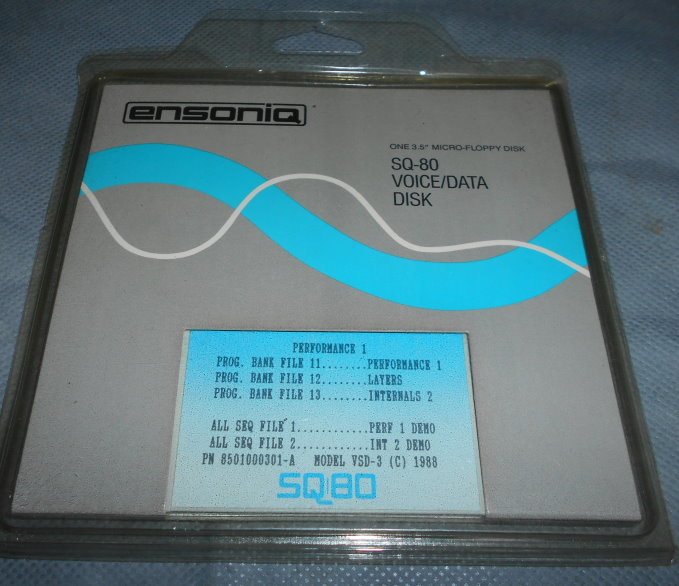 ensoniq
ONE 3.5" MICRO-FLOPPY DISK
SQ-80
VOICE/DATA
DISK
PERFORMANCE 1
PROG. BANK FILE 11........PERFORMANCE 1
PROG. BANK FILE 12........LAYERS
PROG. BANK FILE 13........INTERNALS 2
ALL SEQ FILE 1............PERF 1 DEMO
ALL SEQ FILE 2............INT 2 DEMO
PN 8501000301-A MODEL VSD-3 (C) 1988
SQ80